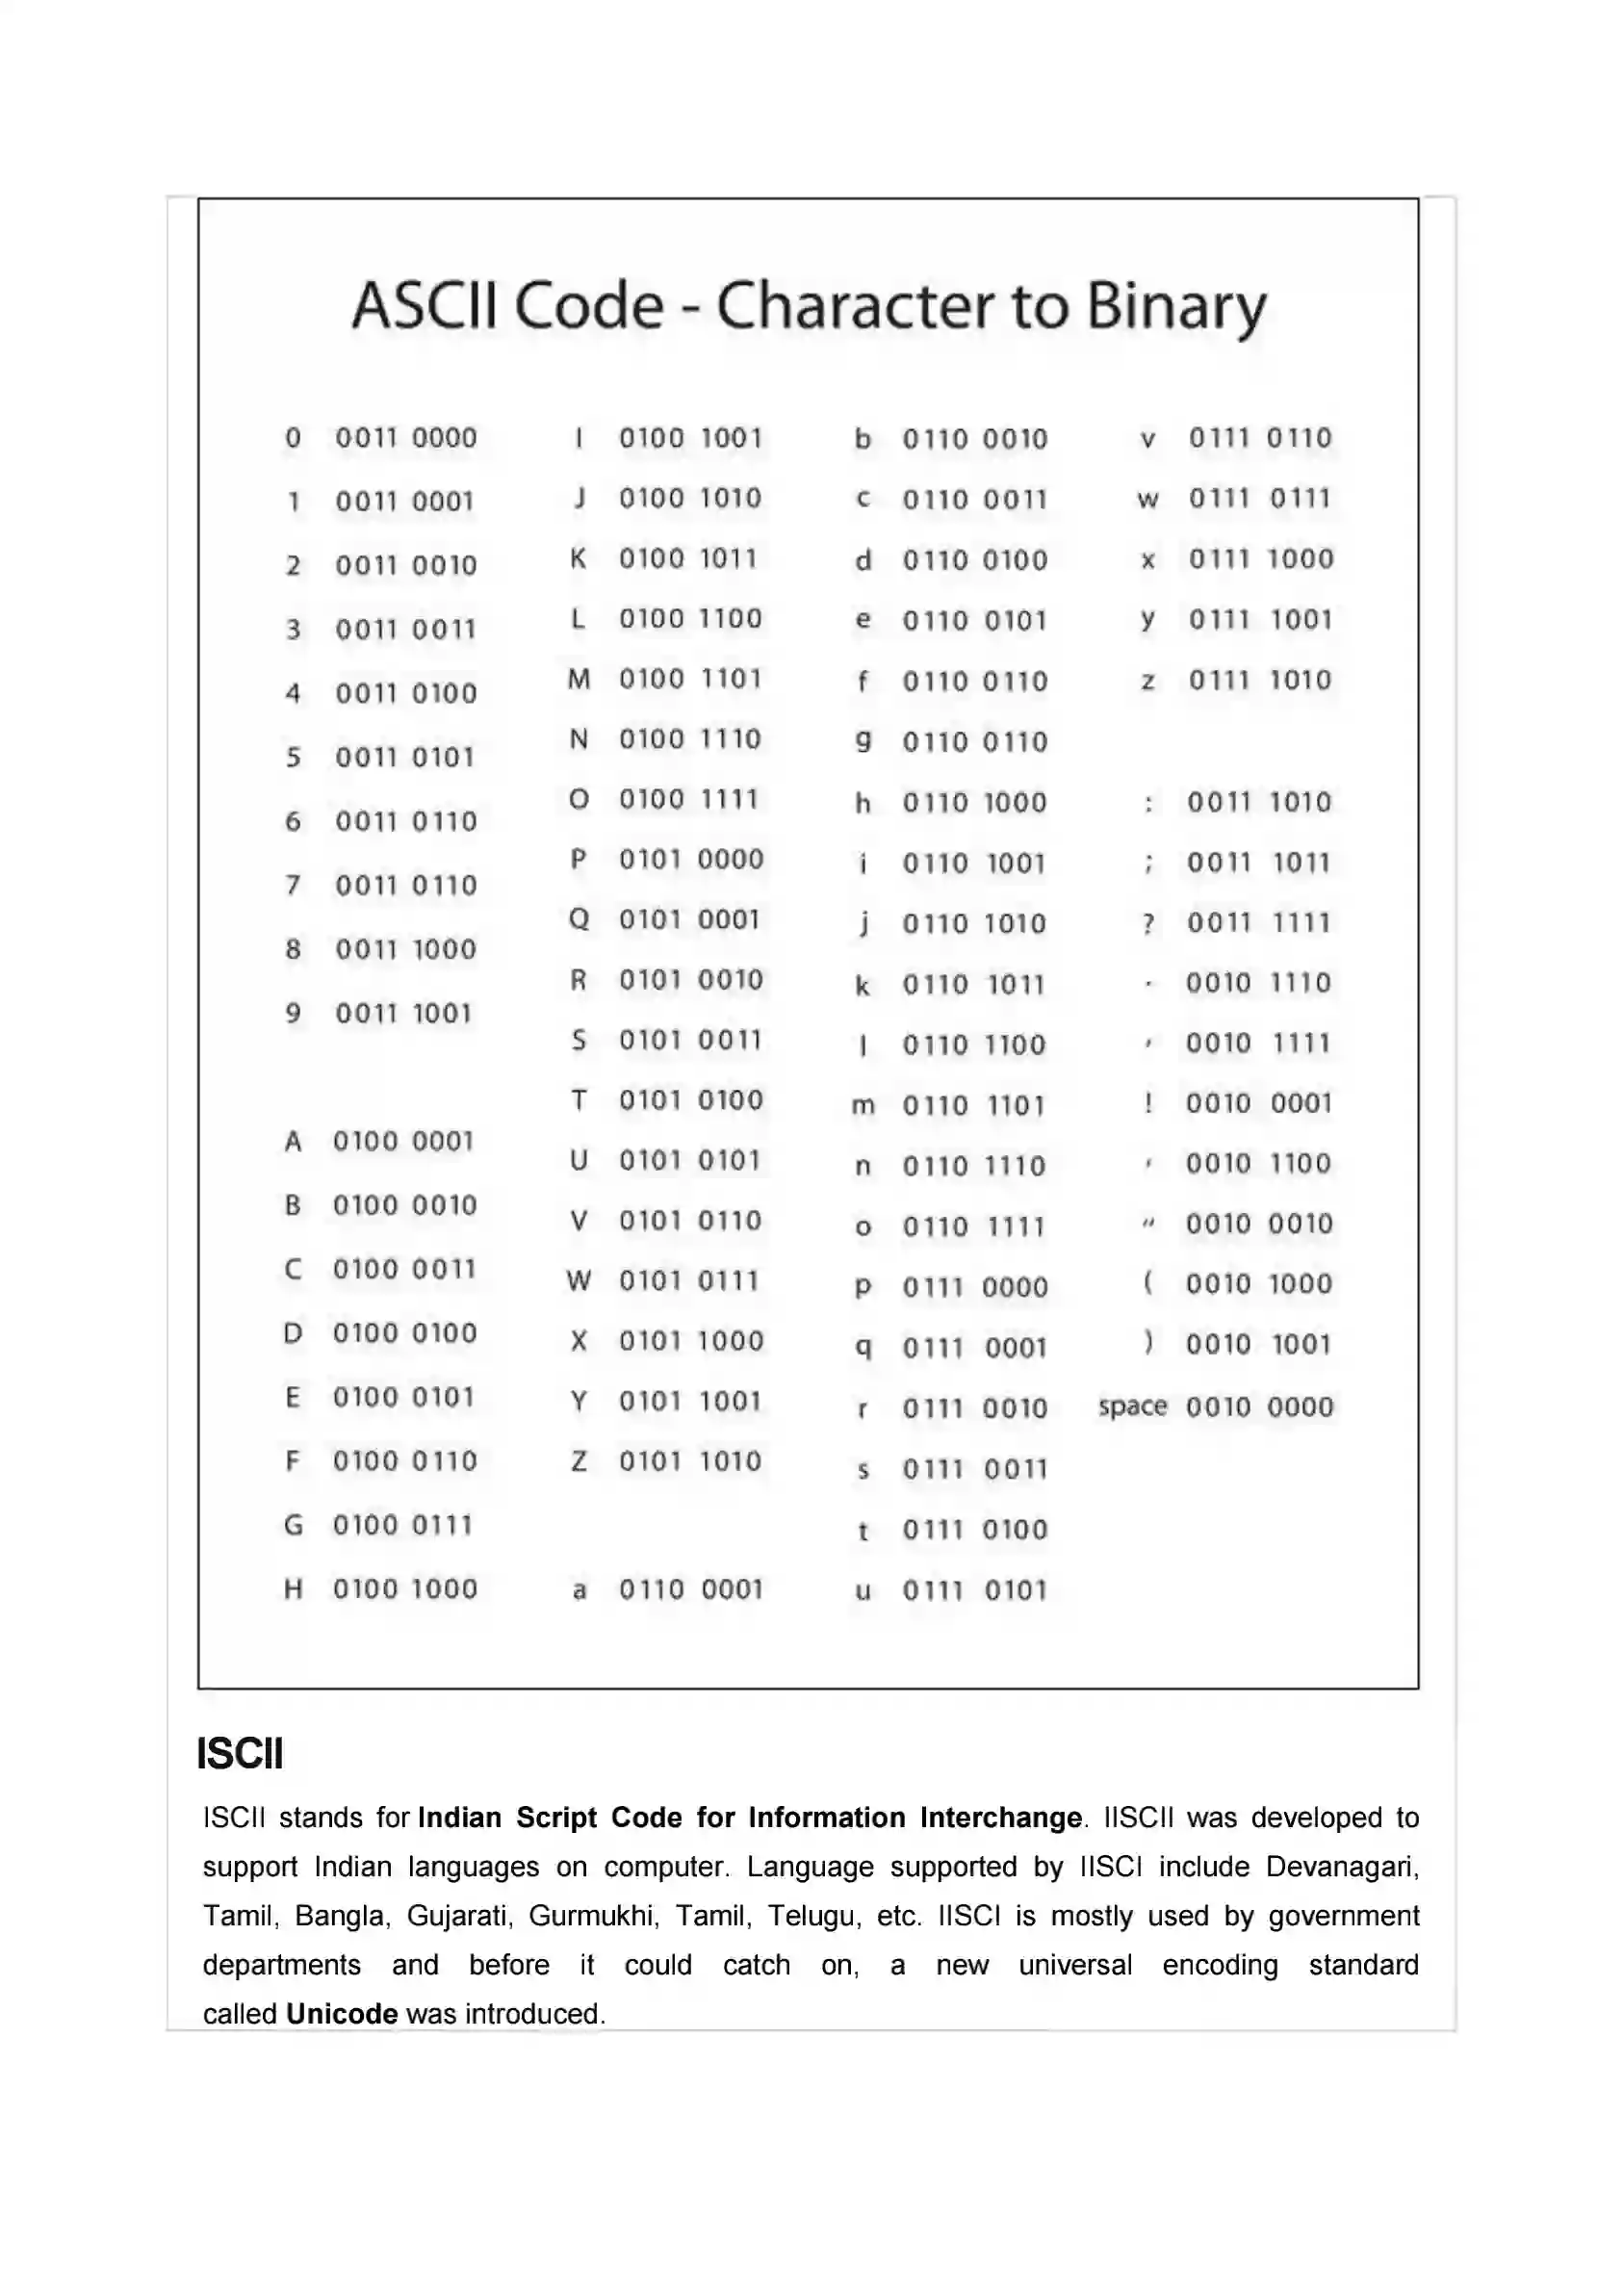 ASCII Code - Character to Binary
0 0011 0000
1 0011 0001
2 0011 0010
3 0011 0011
4 0011 0100
5 0011 0101
6 0011 0110
7 0011 0110
8 0011 1000
9 0011 1001
A 0100 0001
B 0100 0010
C 0100 0011
D 0100 0100
E 0100 0101
F 0100 0110
G 0100 0111
H 0100 1000
I 0100 1001
J 0100 1010
K 0100 1011
L 0100 1100
M 0100 1101
N 0100 1110
O 0100 1111
P 0101 0000
Q 0101 0001
R 0101 0010
S 0101 0011
T 0101 0100
U 0101 0101
V 0101 0110
W 0101 0111
X 0101 1000
Y 0101 1001
Z 0101 1010
a 0110 0001
b 0110 0010
c 0110 0011
d 0110 0100
e 0110 0101
f 0110 0110
g 0110 0110
h 0110 1000
i 0110 1001
j 0110 1010
k 0110 1011
l 0110 1100
m 0110 1101
n 0110 1110
o 0110 1111
p 0111 0000
q 0111 0001
r 0111 0010
s 0111 0011
t 0111 0100
u 0111 0101
v 0111 0110
w 0111 0111
x 0111 1000
y 0111 1001
z 0111 1010
: 0011 1010
; 0011 1011
? 0011 1111
. 0010 1110
' 0010 1111
! 0010 0001
, 0010 1100
" 0010 0010
( 0010 1000
) 0010 1001
space 0010 0000
ISCII
ISCII stands for Indian Script Code for Information Interchange. IISCII was developed to
support Indian languages on computer. Language supported by IISCI include Devanagari,
Tamil, Bangla, Gujarati, Gurmukhi, Tamil, Telugu, etc. IISCI is mostly used by government
departments and before it could catch on, a new universal encoding standard
called Unicode was introduced.